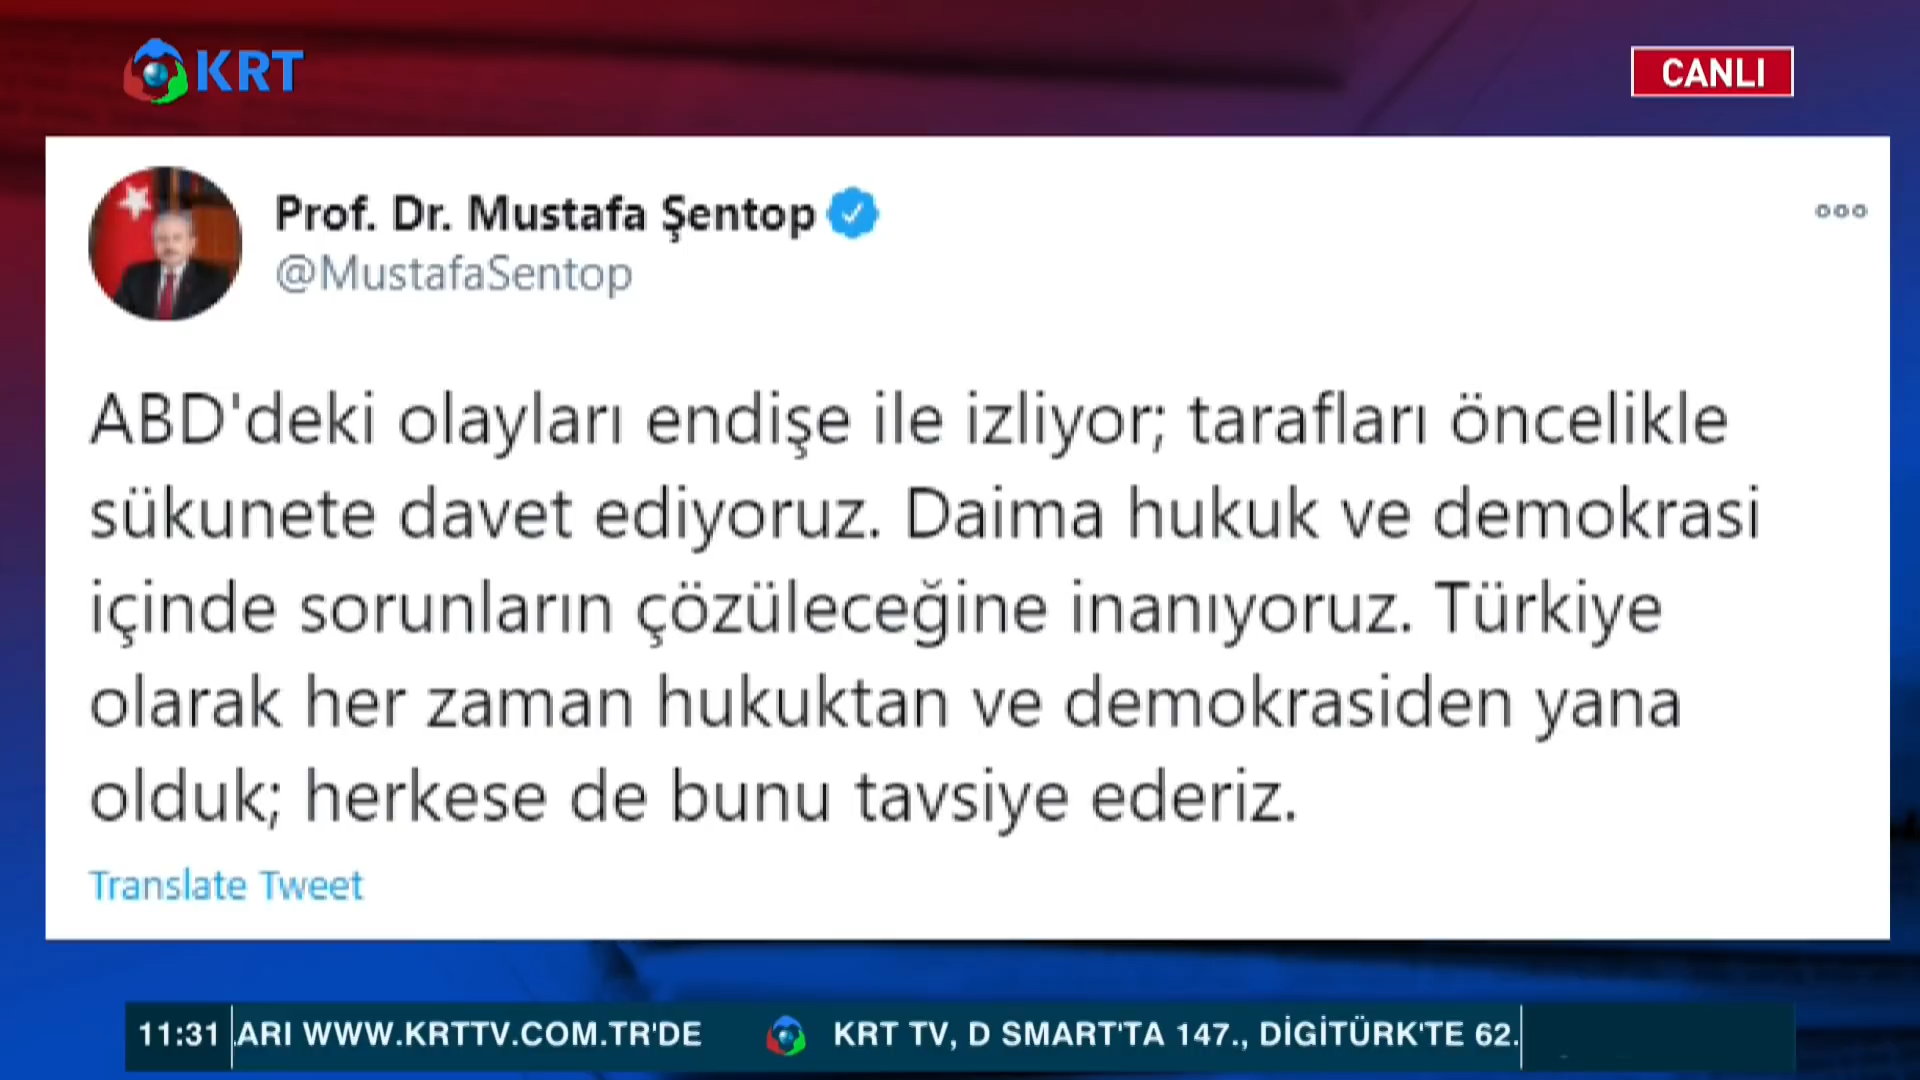 KRT
CANLI
Prof. Dr. Mustafa Şentop
@MustafaSentop
ABD'deki olayları endişe ile izliyor; tarafları öncelikle
sükunete davet ediyoruz. Daima hukuk ve demokrasi
içinde sorunların çözüleceğine inanıyoruz. Türkiye
olarak her zaman hukuktan ve demokrasiden yana
olduk; herkese de bunu tavsiye ederiz.
Translate Tweet
11:31 ARI WWW.KRTTV.COM.TR'DE KRT TV, D SMART'TA 147., DİGİTÜRK'TE 62.